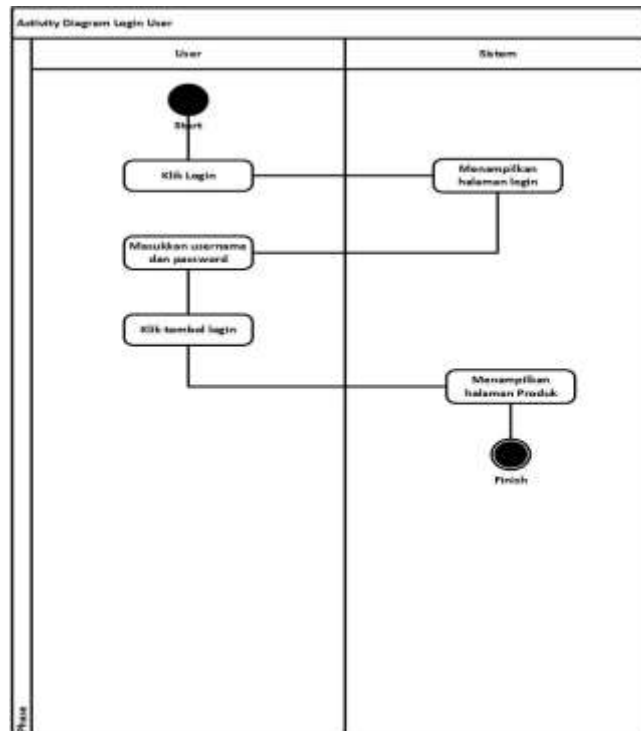 Activity Diagram Login User
User
Sistem
Start
Klik Login
Menampilkan
halaman login
Masukkan username
dan password
Klik tombol login
Menampilkan
halaman Produk
Finish
Phase